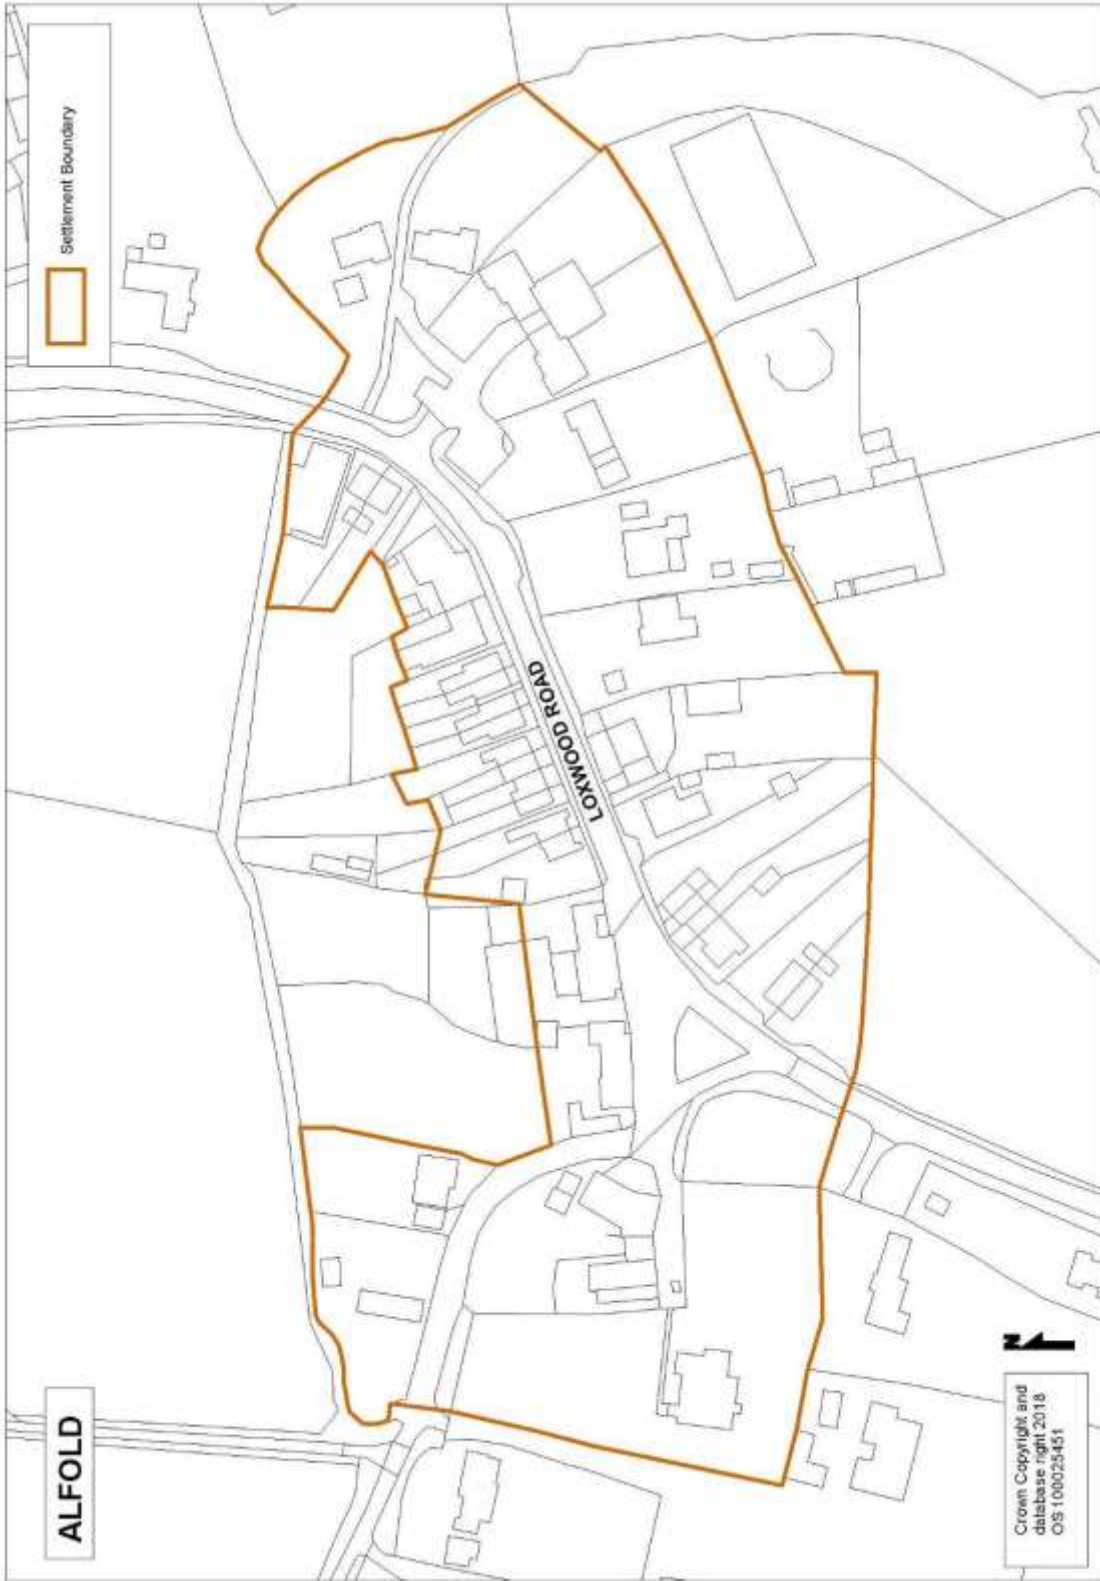 ALFOLD
Settlement Boundary
LOXWOOD ROAD
N
Crown Copyright and
database right 2018
OS 100025451